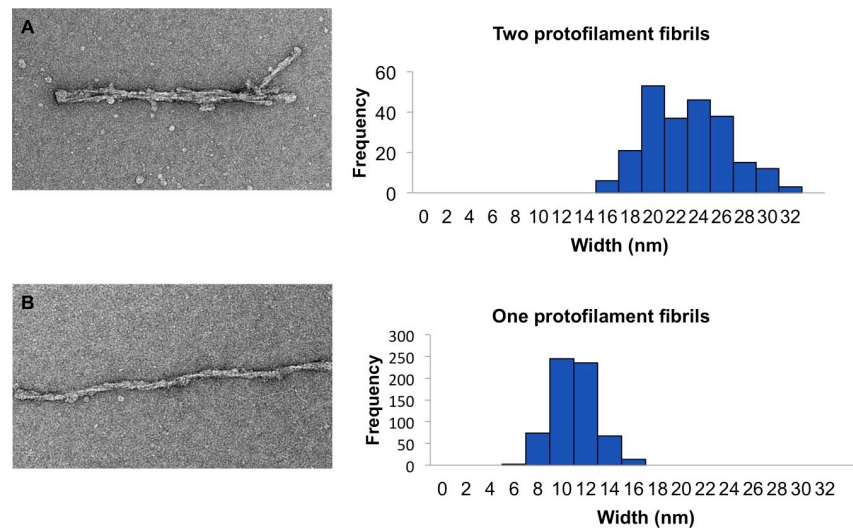 A
Two protofilament fibrils
Frequency
60
40
20
0
0 2 4 6 8 10 12 14 16 18 20 22 24 26 28 30 32
Width (nm)
B
One protofilament fibrils
Frequency
300
250
200
150
100
50
0
0 2 4 6 8 10 12 14 16 18 20 22 24 26 28 30 32
Width (nm)